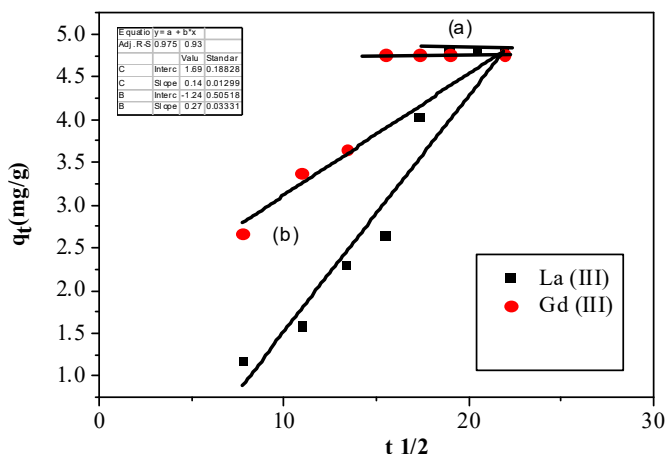 (a)
Equatio y = a + b*x
Adj. R-S 0.975 0.93
Valu Standar
C Interc 1.69 0.18828
C Slope 0.14 0.01299
B Interc -1.24 0.50518
B Slope 0.27 0.03331
5.0
4.5
4.0
3.5
3.0
2.5
2.0
1.5
1.0
qt(mg/g)
(b)
La (III)
Gd (III)
0 10 20 30
t 1/2